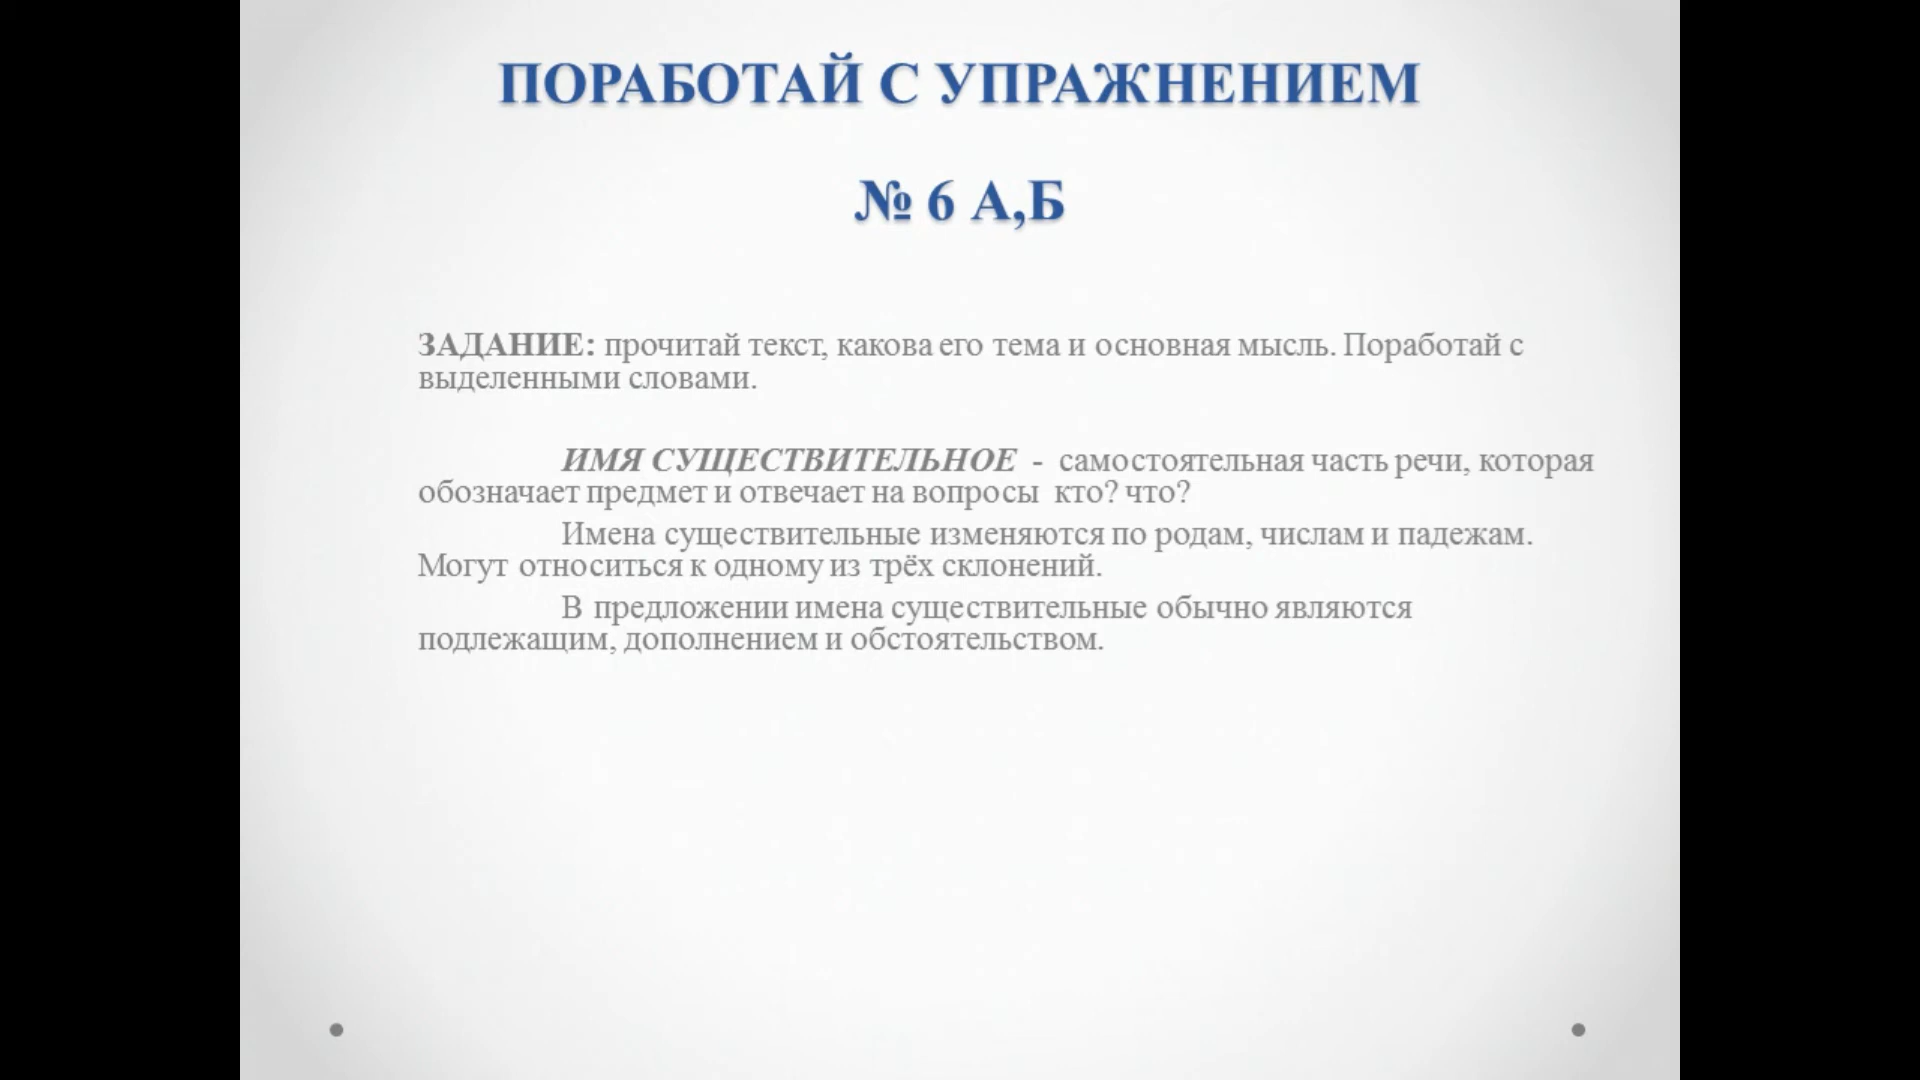 ПОРАБОТАЙ С УПРАЖНЕНИЕМ
№ 6 А,Б
ЗАДАНИЕ: прочитай текст, какова его тема и основная мысль. Поработай с
выделенными словами.
ИМЯ СУЩЕСТВИТЕЛЬНОЕ - самостоятельная часть речи, которая
обозначает предмет и отвечает на вопросы кто? что?
Имена существительные изменяются по родам, числам и падежам.
Могут относиться к одному из трёх склонений.
В предложении имена существительные обычно являются
подлежащим, дополнением и обстоятельством.